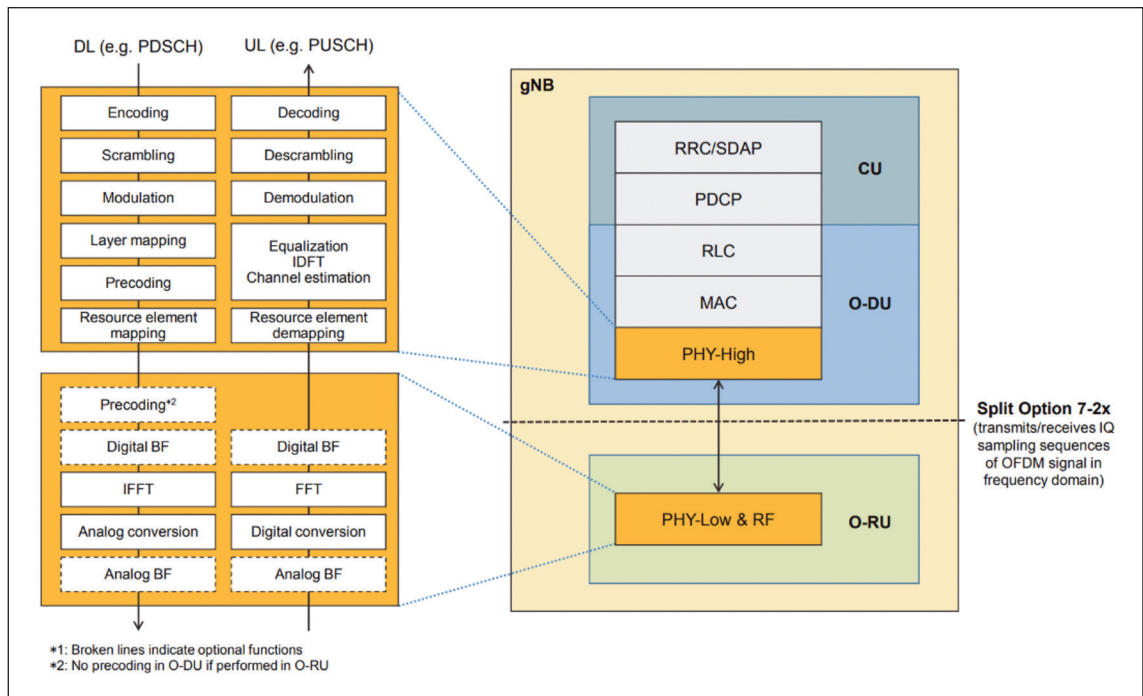 DL (e.g. PDSCH)
UL (e.g. PUSCH)
Encoding
Scrambling
Modulation
Layer mapping
Precoding
Resource element
mapping
Decoding
Descrambling
Demodulation
Equalization
IDFT
Channel estimation
Resource element
demapping
Precoding*2
Digital BF
IFFT
Analog conversion
Analog BF
Digital BF
FFT
Digital conversion
Analog BF
*1: Broken lines indicate optional functions
*2: No precoding in O-DU if performed in O-RU
gNB
RRC/SDAP
PDCP
CU
RLC
MAC
O-DU
PHY-High
Split Option 7-2x
(transmits/receives IQ
sampling sequences
of OFDM signal in
frequency domain)
PHY-Low & RF
O-RU